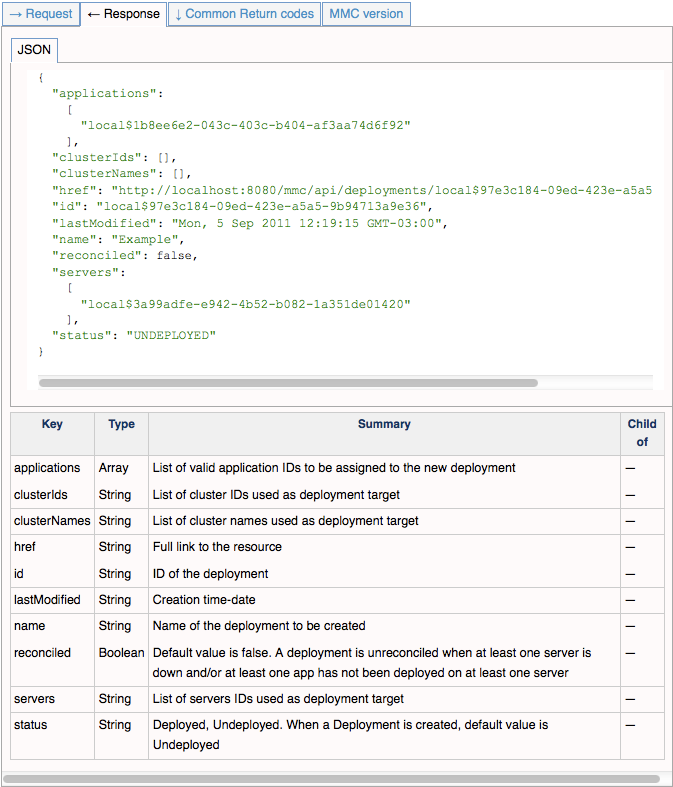 → Request ← Response ↓ Common Return codes MMC version
JSON
{
"applications":
[
"local$1b8ee6e2-043c-403c-b404-af3aa74d6f92"
],
"clusterIds": [],
"clusterNames": [],
"href": "http://localhost:8080/mmc/api/deployments/local$97e3c184-09ed-423e-a5a5
"id": "local$97e3c184-09ed-423e-a5a5-9b94713a9e36",
"lastModified": "Mon, 5 Sep 2011 12:19:15 GMT-03:00",
"name": "Example",
"reconciled": false,
"servers":
[
"local$3a99adfe-e942-4b52-b082-1a351de01420"
],
"status": "UNDEPLOYED"
}
Key Type Summary Child
of
applications Array List of valid application IDs to be assigned to the new deployment —
clusterIds String List of cluster IDs used as deployment target —
clusterNames String List of cluster names used as deployment target —
href String Full link to the resource —
id String ID of the deployment —
lastModified String Creation time-date —
name String Name of the deployment to be created —
reconciled Boolean Default value is false. A deployment is unreconciled when at least one server is —
down and/or at least one app has not been deployed on at least one server
servers String List of servers IDs used as deployment target —
status String Deployed, Undeployed. When a Deployment is created, default value is —
Undeployed